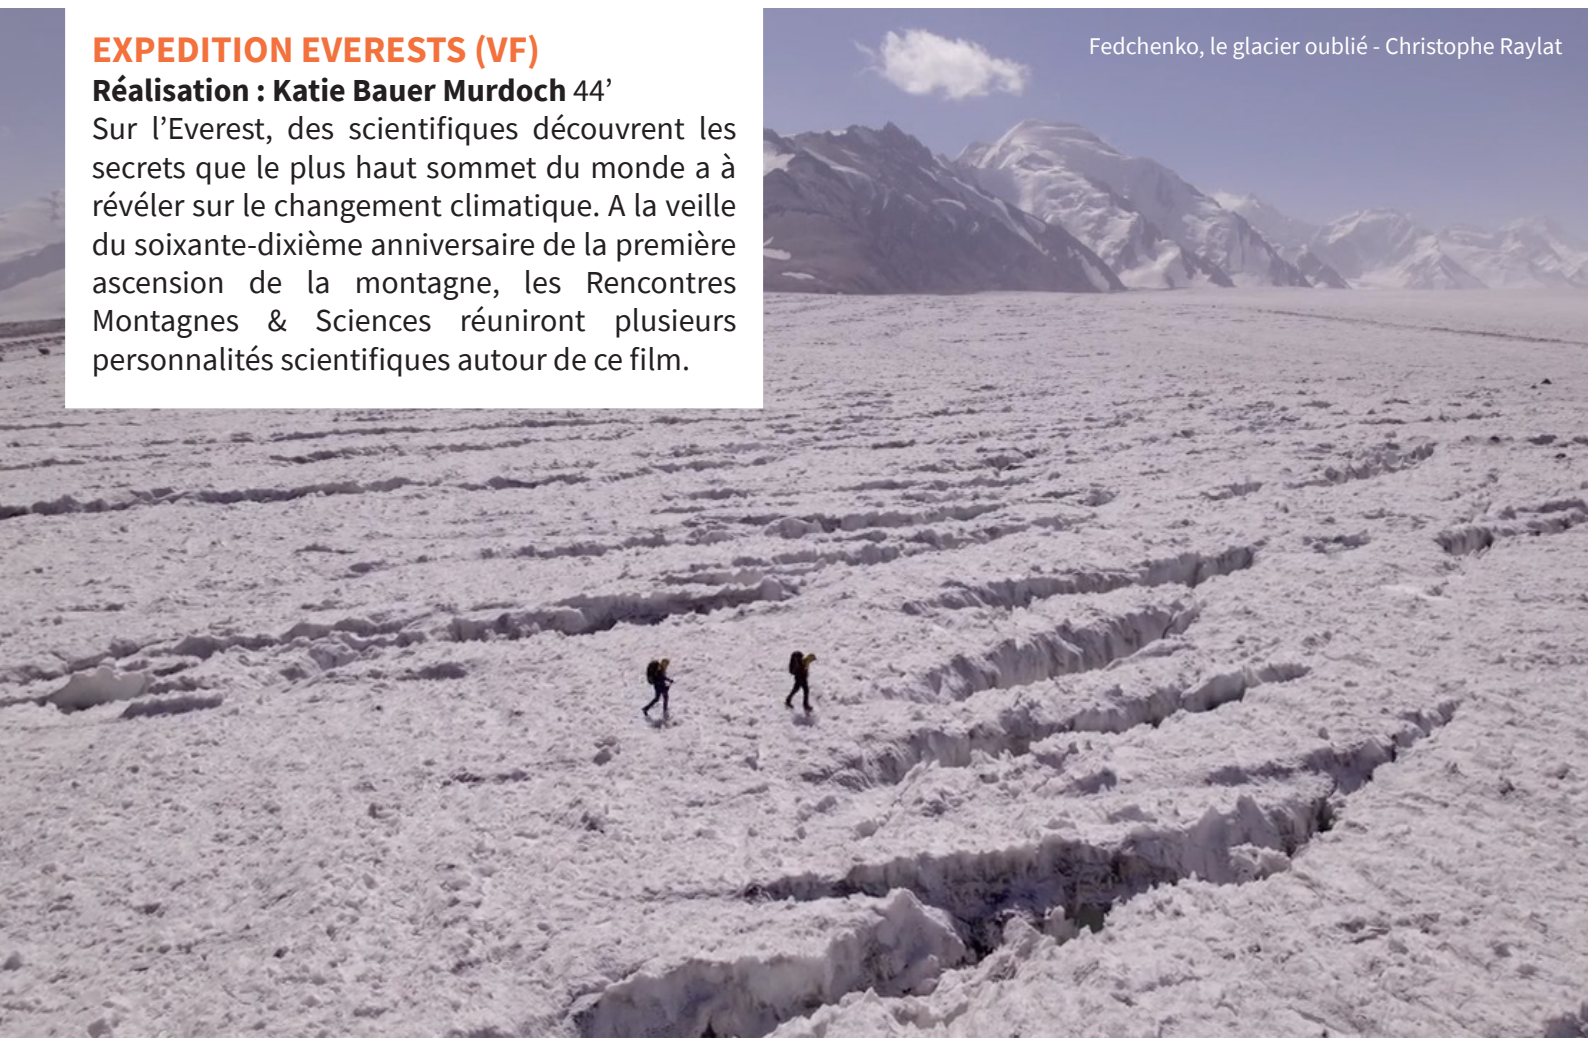 EXPEDITION EVERESTS (VF)
Réalisation : Katie Bauer Murdoch 44’
Sur l’Everest, des scientifiques découvrent les
secrets que le plus haut sommet du monde a à
révéler sur le changement climatique. A la veille
du soixante-dixième anniversaire de la première
ascension de la montagne, les Rencontres
Montagnes & Sciences réuniront plusieurs
personnalités scientifiques autour de ce film.
Fedchenko, le glacier oublié - Christophe Raylat